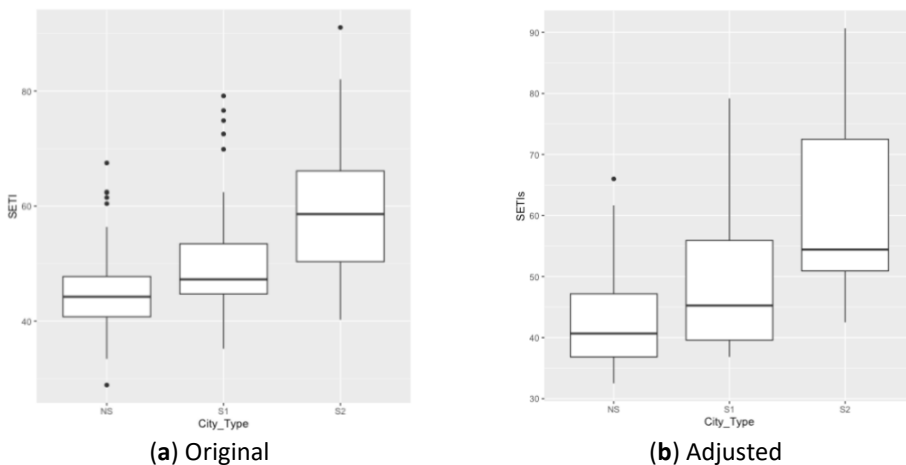 80
60
40
SETI
NS
S1
S2
City_Type
(a) Original
90
80
70
60
50
40
30
SETIs
NS
S1
S2
City_Type
(b) Adjusted